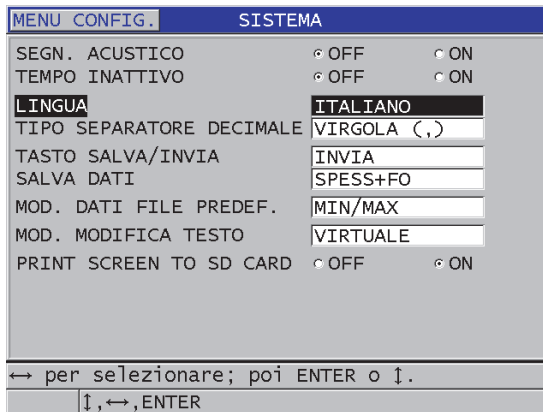 MENU CONFIG. SISTEMA
SEGN. ACUSTICO OFF ON
TEMPO INATTIVO OFF ON
LINGUA ITALIANO
TIPO SEPARATORE DECIMALE VIRGOLA (,)
TASTO SALVA/INVIA INVIA
SALVA DATI SPESS+FO
MOD. DATI FILE PREDEF. MIN/MAX
MOD. MODIFICA TESTO VIRTUALE
PRINT SCREEN TO SD CARD OFF ON
↔ per selezionare; poi ENTER o ↕.
↕,↔,ENTER